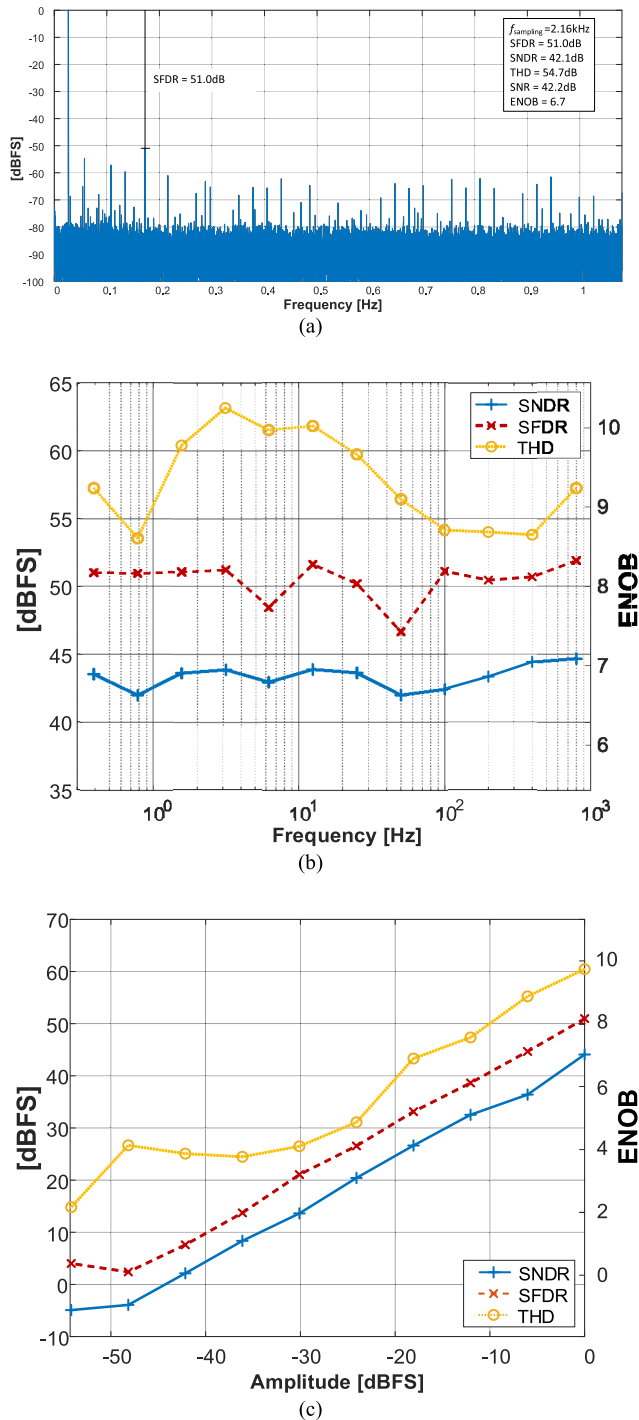 0
-10
-20
-30
-40
-50
-60
-70
-80
-90
-100
[dBFS]
SFDR = 51.0dB
fsampling =2.16kHz
SFDR = 51.0dB
SNDR = 42.1dB
THD = 54.7dB
SNR = 42.2dB
ENOB = 6.7
0 0.1 0.2 0.3 0.4 0.5 0.6 0.7 0.8 0.9 1
Frequency [Hz]
(a)
65
60
55
50
45
40
35
[dBFS]
SNDR
SFDR
THD
10
9
8
7
6
ENOB
10^0 10^1 10^2 10^3
Frequency [Hz]
(b)
70
60
50
40
30
20
10
0
-10
[dBFS]
10
8
6
4
2
0
ENOB
SNDR
SFDR
THD
-50 -40 -30 -20 -10 0
Amplitude [dBFS]
(c)